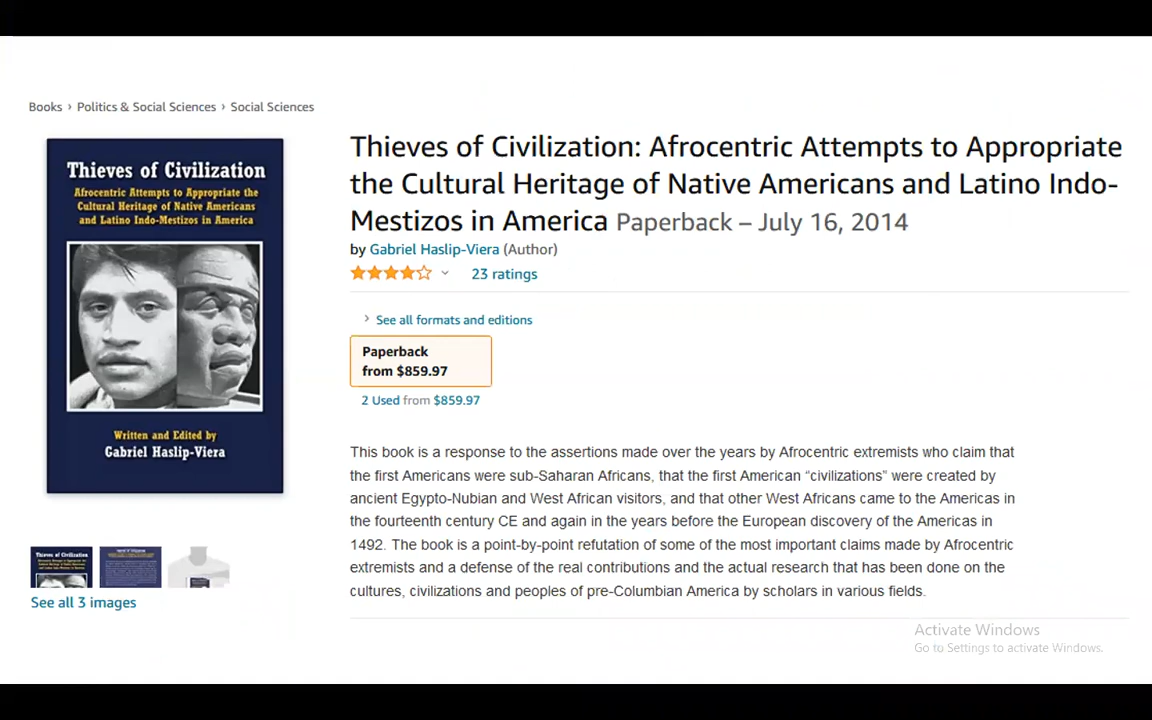 Books › Politics & Social Sciences › Social Sciences
Thieves of Civilization
Afrocentric Attempts to Appropriate the
Cultural Heritage of Native Americans
and Latino Indo-Mestizos in America
Written and Edited by
Gabriel Haslip-Viera
Thieves of Civilization
See all 3 images
Thieves of Civilization: Afrocentric Attempts to Appropriate
the Cultural Heritage of Native Americans and Latino Indo-
Mestizos in America Paperback – July 16, 2014
by Gabriel Haslip-Viera (Author)
23 ratings
› See all formats and editions
Paperback
from $859.97
2 Used from $859.97
This book is a response to the assertions made over the years by Afrocentric extremists who claim that
the first Americans were sub-Saharan Africans, that the first American “civilizations” were created by
ancient Egypto-Nubian and West African visitors, and that other West Africans came to the Americas in
the fourteenth century CE and again in the years before the European discovery of the Americas in
1492. The book is a point-by-point refutation of some of the most important claims made by Afrocentric
extremists and a defense of the real contributions and the actual research that has been done on the
cultures, civilizations and peoples of pre-Columbian America by scholars in various fields.
Activate Windows
Go to Settings to activate Windows.